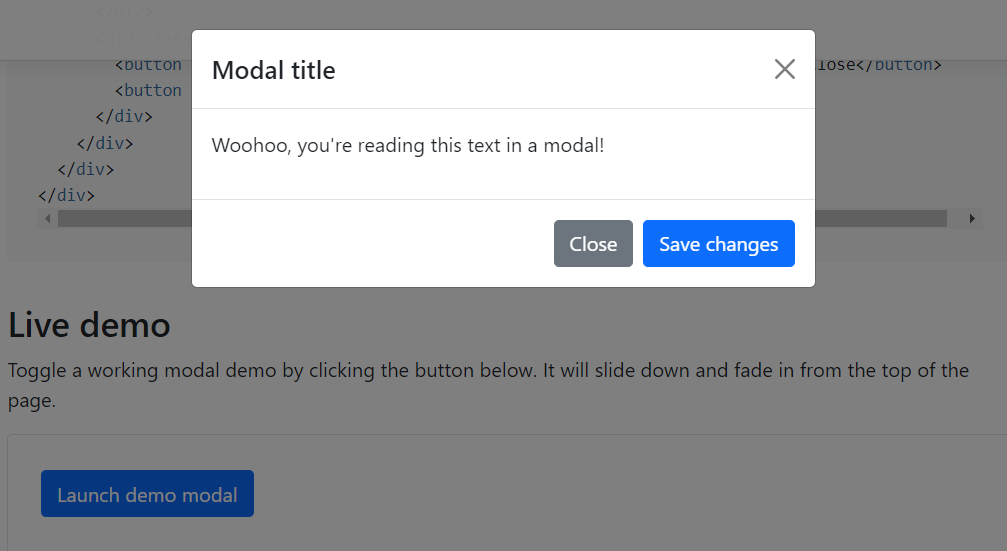 </div>
Modal title
<button
lose</button>
<button
</div>
</div>
</div>
</div>
Woohoo, you're reading this text in a modal!
Close
Save changes
Live demo
Toggle a working modal demo by clicking the button below. It will slide down and fade in from the top of the
page.
Launch demo modal